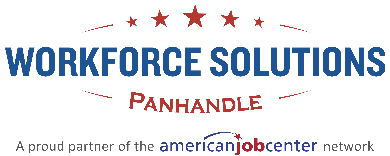 WORKFORCE SOLUTIONS
PANHANDLE
A proud partner of the americanjobcenter network